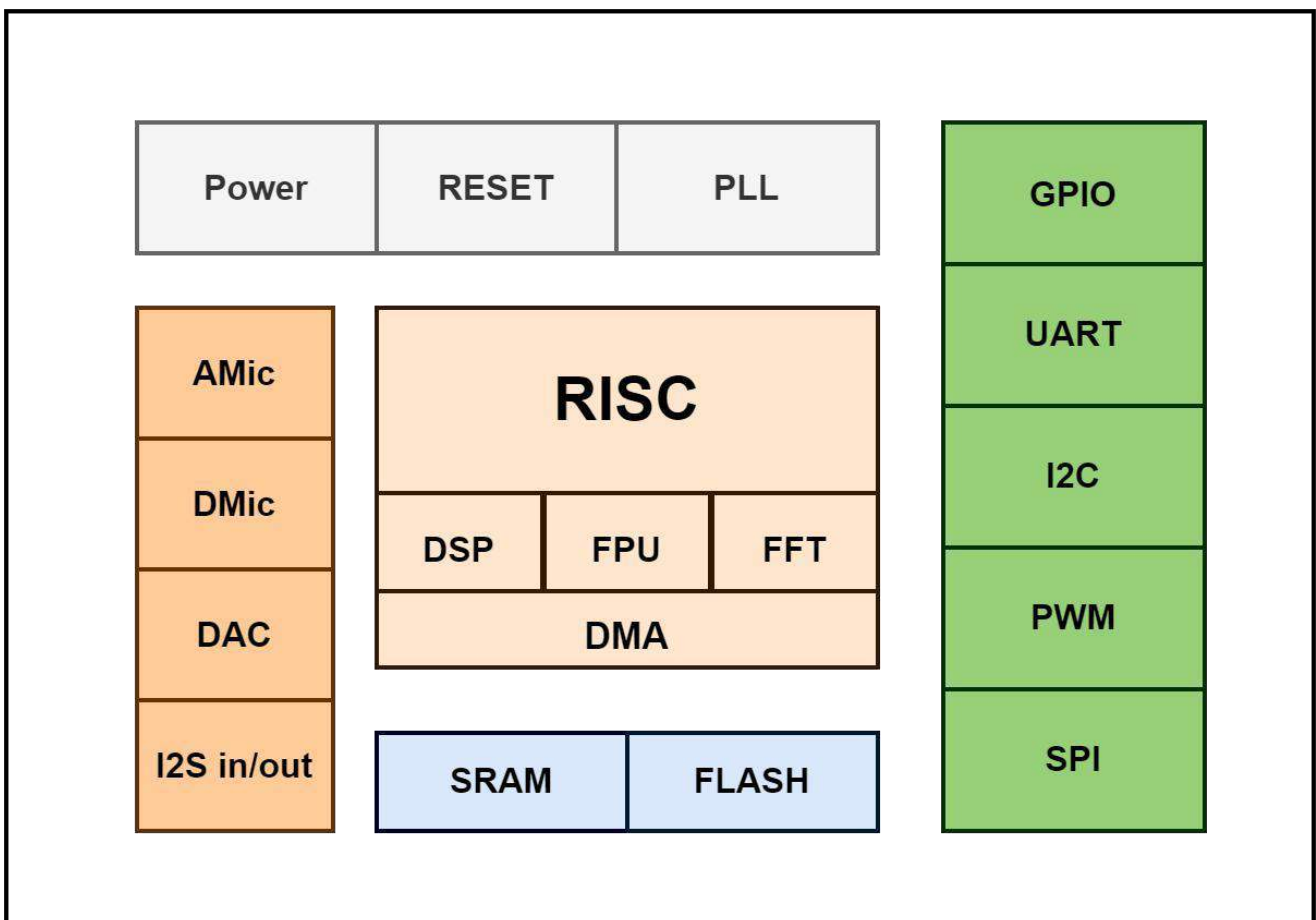 Power
RESET
PLL
GPIO
UART
I2C
PWM
SPI
AMic
DMic
DAC
I2S in/out
RISC
DSP
FPU
FFT
DMA
SRAM
FLASH